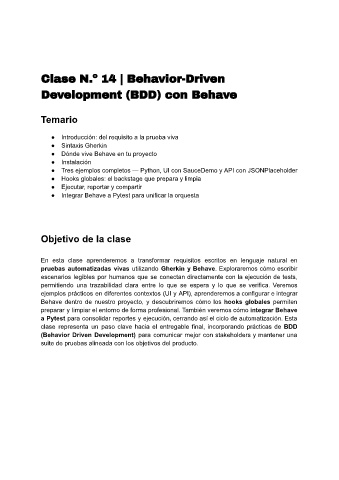 Clase N.º 14 | Behavior-Driven
Development (BDD) con Behave
Temario
● Introducción: del requisito a la prueba viva
● Sintaxis Gherkin
● Dónde vive Behave en tu proyecto
● Instalación
● Tres ejemplos completos — Python, UI con SauceDemo y API con JSONPlaceholder
● Hooks globales: el backstage que prepara y limpia
● Ejecutar, reportar y compartir
● Integrar Behave a Pytest para unificar la orquesta
Objetivo de la clase
En esta clase aprenderemos a transformar requisitos escritos en lenguaje natural en
pruebas automatizadas vivas utilizando Gherkin y Behave. Exploraremos cómo escribir
escenarios legibles por humanos que se conectan directamente con la ejecución de tests,
permitiendo una trazabilidad clara entre lo que se espera y lo que se verifica. Veremos
ejemplos prácticos en diferentes contextos (UI y API), aprenderemos a configurar e integrar
Behave dentro de nuestro proyecto, y descubriremos cómo los hooks globales permiten
preparar y limpiar el entorno de forma profesional. También veremos cómo integrar Behave
a Pytest para consolidar reportes y ejecución, cerrando así el ciclo de automatización. Esta
clase representa un paso clave hacia el entregable final, incorporando prácticas de BDD
(Behavior Driven Development) para comunicar mejor con stakeholders y mantener una
suite de pruebas alineada con los objetivos del producto.